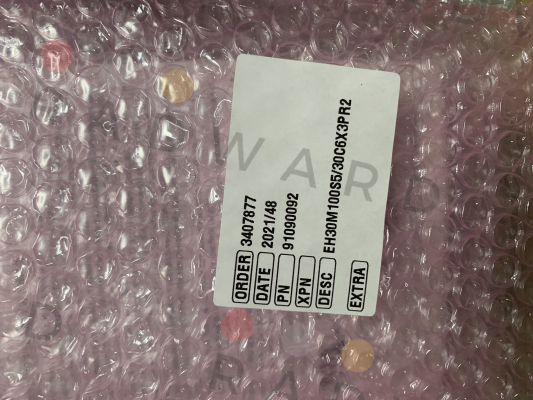 ORDER 3407877
DATE 2021/48
PN 91090092
XPN
DESC EH30M100S5/30C6X3PR2
EXTRA